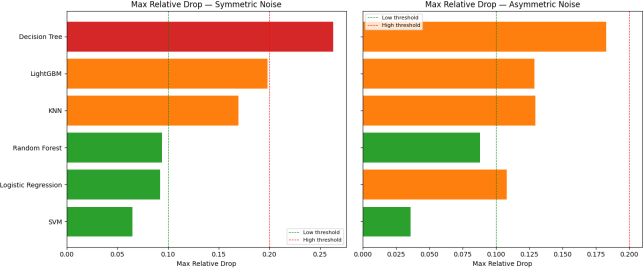 Max Relative Drop — Symmetric Noise
Decision Tree
LightGBM
KNN
Random Forest
Logistic Regression
SVM
0.00 0.05 0.10 0.15 0.20 0.25
Max Relative Drop
Low threshold
High threshold
Max Relative Drop — Asymmetric Noise
Low threshold
High threshold
0.000 0.025 0.050 0.075 0.100 0.125 0.150 0.175 0.200
Max Relative Drop